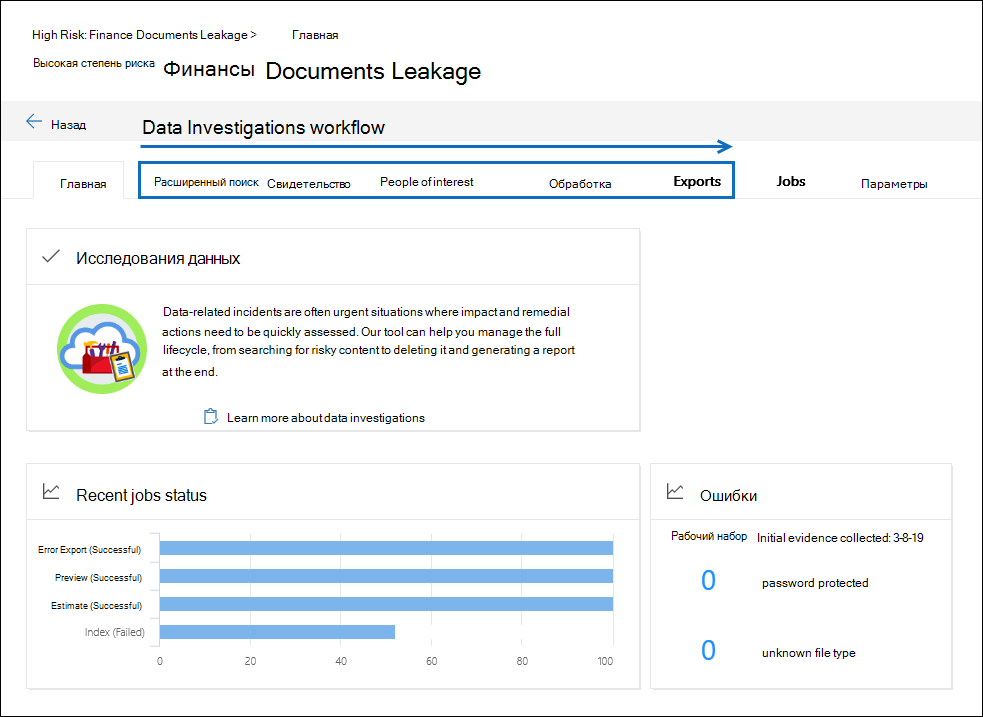 High Risk: Finance Documents Leakage > Главная
Высокая степень риска Финансы Documents Leakage
Назад Data Investigations workflow
Главная Расширенный поиск Свидетельство People of interest Обработка Exports Jobs Параметры
Исследования данных
Data-related incidents are often urgent situations where impact and remedial
actions need to be quickly assessed. Our tool can help you manage the full
lifecycle, from searching for risky content to deleting it and generating a report
at the end.
Learn more about data investigations
Recent jobs status
Error Export (Successful)
Preview (Successful)
Estimate (Successful)
Index (Failed)
0 20 40 60 80 100
Ошибки
Рабочий набор Initial evidence collected: 3-8-19
0 password protected
0 unknown file type